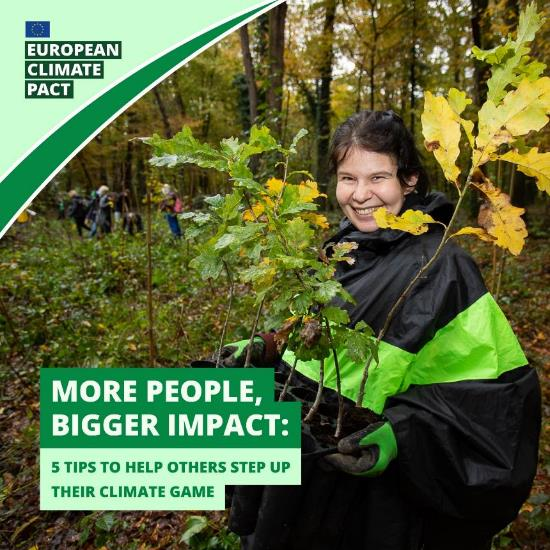 EUROPEAN
CLIMATE
PACT
MORE PEOPLE,
BIGGER IMPACT:
5 TIPS TO HELP OTHERS STEP UP
THEIR CLIMATE GAME